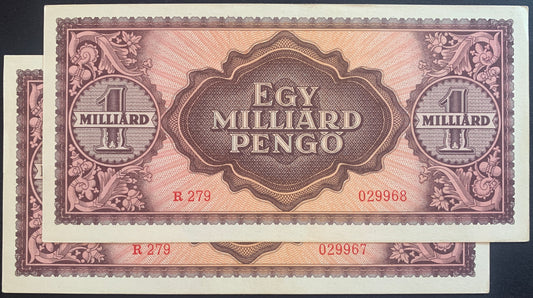 EGY
MILLIÁRD
PENGŐ
1
MILLIÁRD
1
MILLIÁRD
R 279 029968
R 279 029967